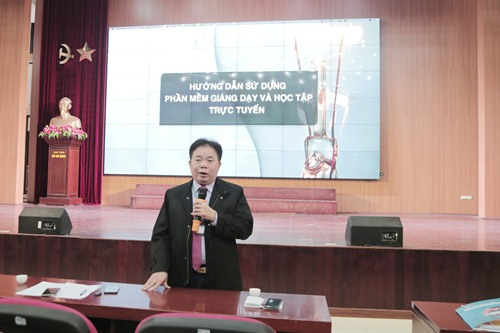 HƯỚNG DẪN SỬ DỤNG
PHẦN MỀM GIẢNG DẠY VÀ HỌC TẬP
TRỰC TUYẾN